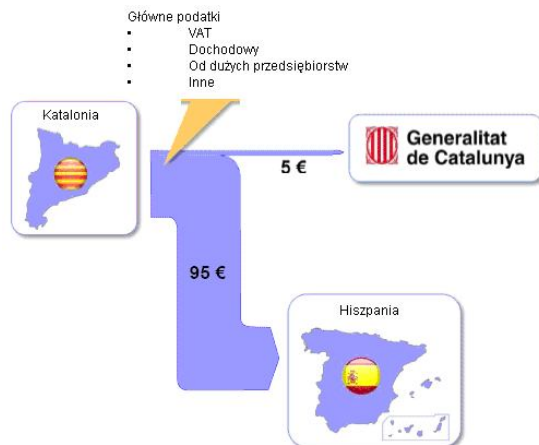 Główne podatki
▪ VAT
▪ Dochodowy
▪ Od dużych przedsiębiorstw
▪ Inne
Katalonia
Generalitat
de Catalunya
5 €
95 €
Hiszpania